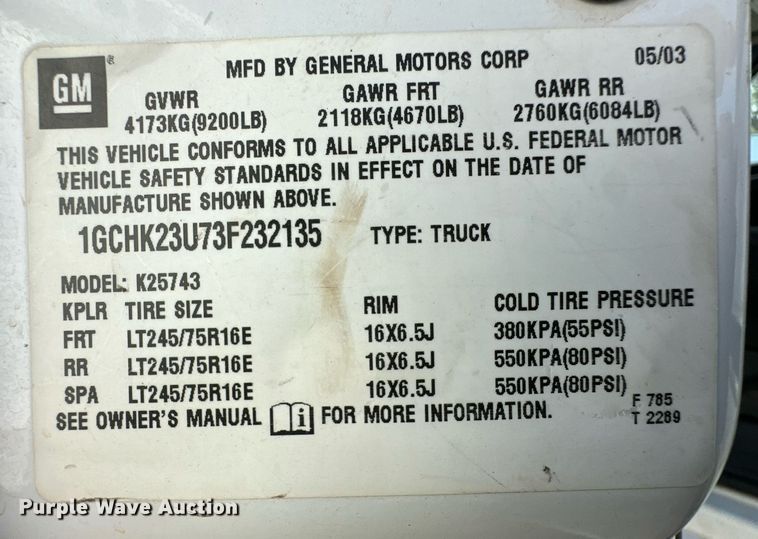 GM ®
MFD BY GENERAL MOTORS CORP 05/03
GVWR GAWR FRT GAWR RR
4173KG(9200LB) 2118KG(4670LB) 2760KG(6084LB)
THIS VEHICLE CONFORMS TO ALL APPLICABLE U.S. FEDERAL MOTOR
VEHICLE SAFETY STANDARDS IN EFFECT ON THE DATE OF
MANUFACTURE SHOWN ABOVE.
1GCHK23U73F232135 TYPE: TRUCK
MODEL: K25743
KPLR TIRE SIZE RIM COLD TIRE PRESSURE
FRT LT245/75R16E 16X6.5J 380KPA(55PSI)
RR LT245/75R16E 16X6.5J 550KPA(80PSI)
SPA LT245/75R16E 16X6.5J 550KPA(80PSI)
SEE OWNER'S MANUAL i FOR MORE INFORMATION.
F 785
T 2289
Purple Wave Auction